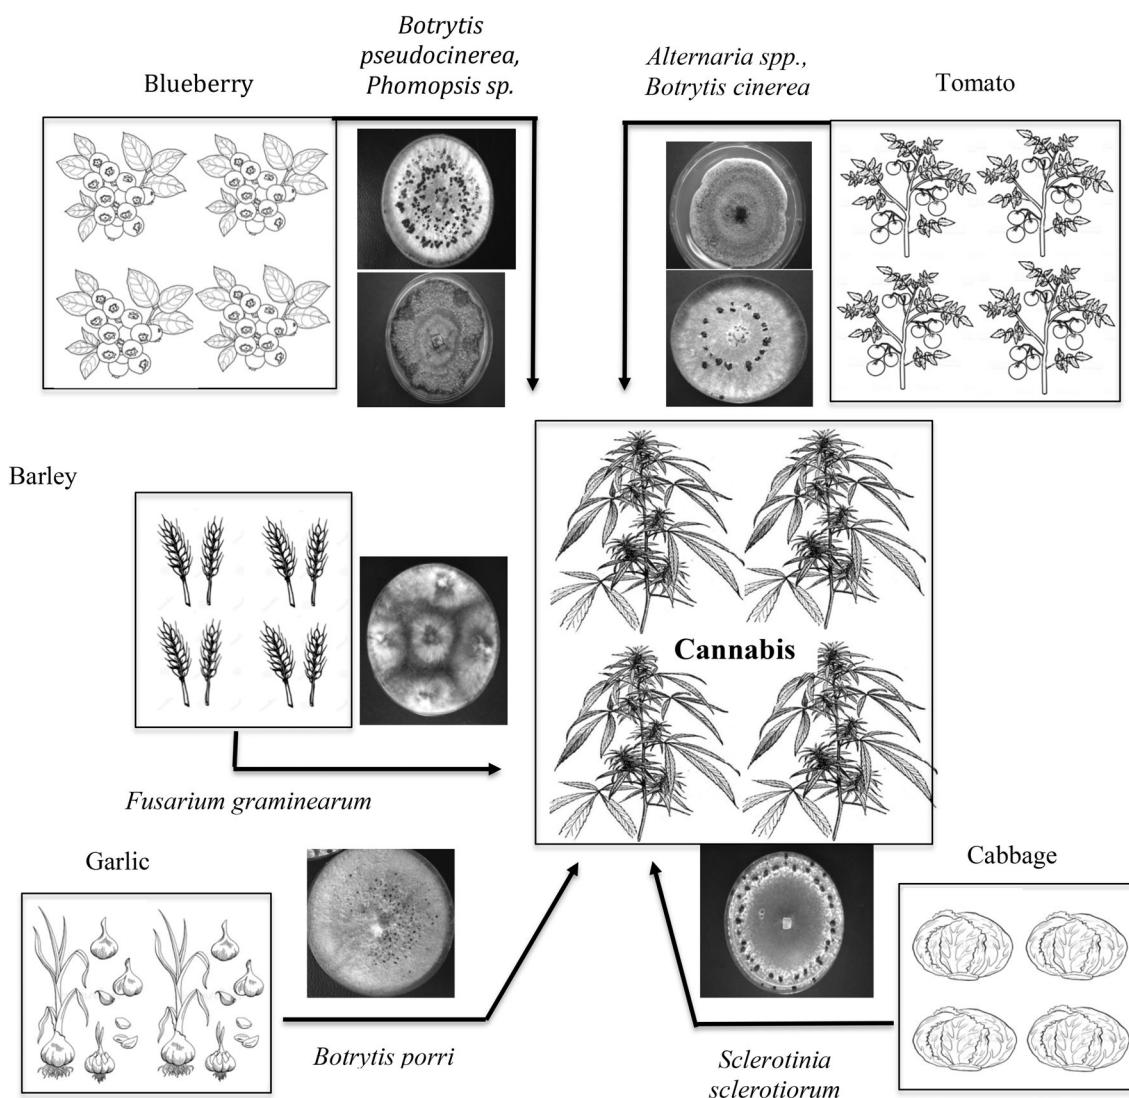 Botrytis
pseudocinerea,
Phomopsis sp.
Blueberry
Alternaria spp.,
Botrytis cinerea
Tomato
Barley
Cannabis
Fusarium graminearum
Garlic
Cabbage
Botrytis porri
Sclerotinia
sclerotiorum